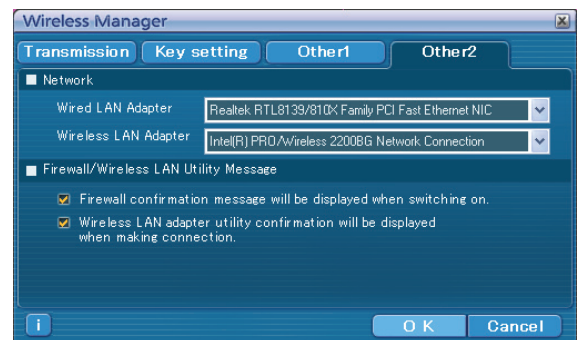 Wireless Manager
Transmission Key setting Other1 Other2
Network
Wired LAN Adapter Realtek RTL8139/810X Family PCI Fast Ethernet NIC
Wireless LAN Adapter Intel(R) PRO/Wireless 2200BG Network Connection
Firewall/Wireless LAN Utility Message
Firewall confirmation message will be displayed when switching on.
Wireless LAN adapter utility confirmation will be displayed
when making connection.
i OK Cancel